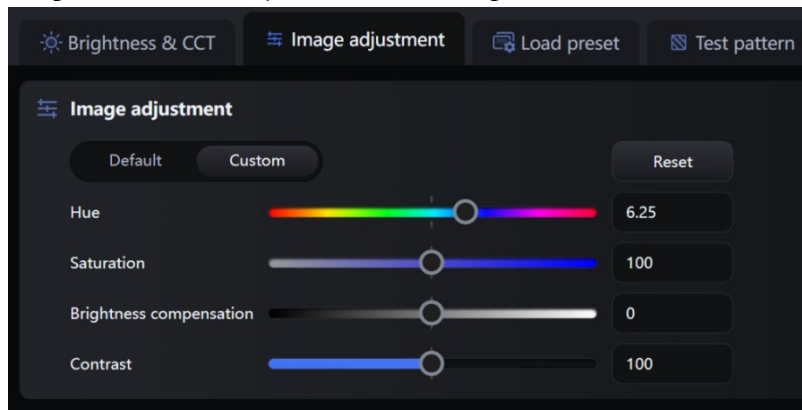 Brightness & CCT Image adjustment Load preset Test pattern
Image adjustment
Default Custom Reset
Hue 6.25
Saturation 100
Brightness compensation 0
Contrast 100